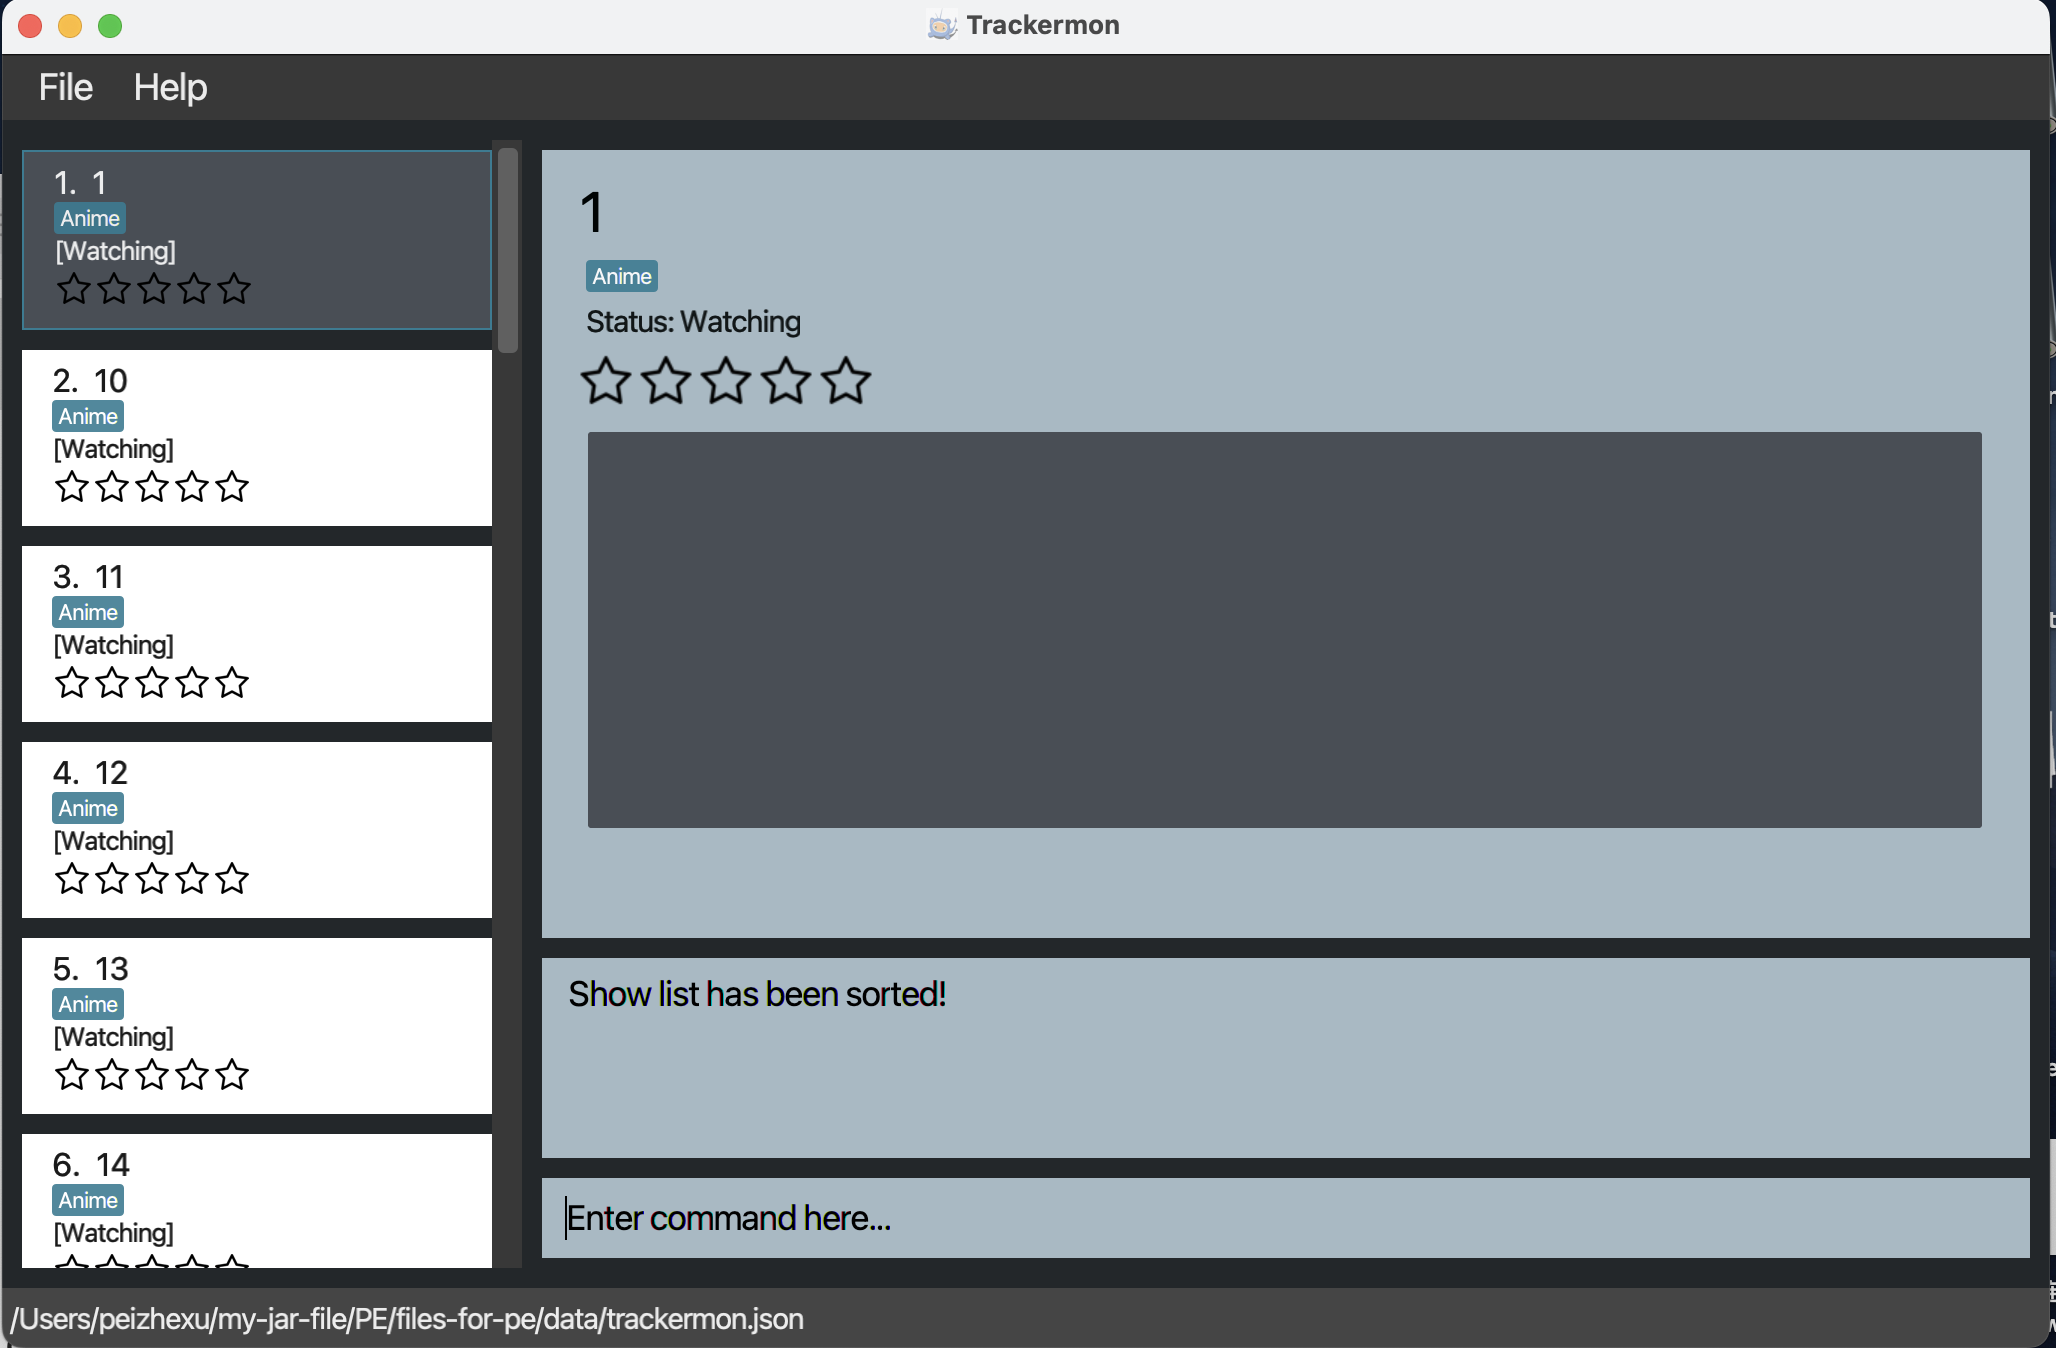 Trackermon
File Help
1. 1
Anime
[Watching]
2. 10
Anime
[Watching]
3. 11
Anime
[Watching]
4. 12
Anime
[Watching]
5. 13
Anime
[Watching]
6. 14
Anime
[Watching]
1
Anime
Status: Watching
Show list has been sorted!
Enter command here...
/Users/peizhexu/my-jar-file/PE/files-for-pe/data/trackermon.json